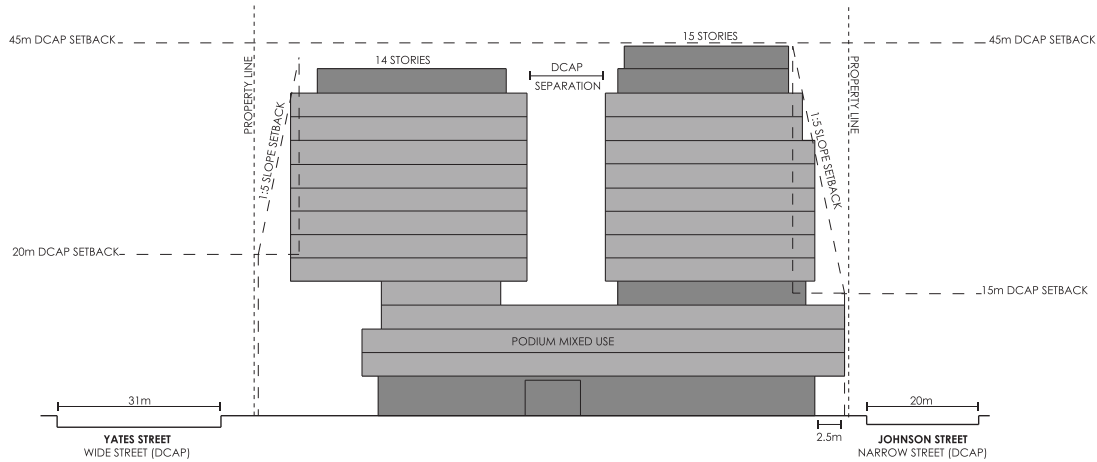 45m DCAP SETBACK
15 STORIES
45m DCAP SETBACK
14 STORIES
DCAP
SEPARATION
PROPERTY LINE
PROPERTY LINE
1:5 SLOPE SETBACK
1:5 SLOPE SETBACK
20m DCAP SETBACK
15m DCAP SETBACK
PODIUM MIXED USE
31m
20m
2.5m
YATES STREET
WIDE STREET (DCAP)
JOHNSON STREET
NARROW STREET (DCAP)